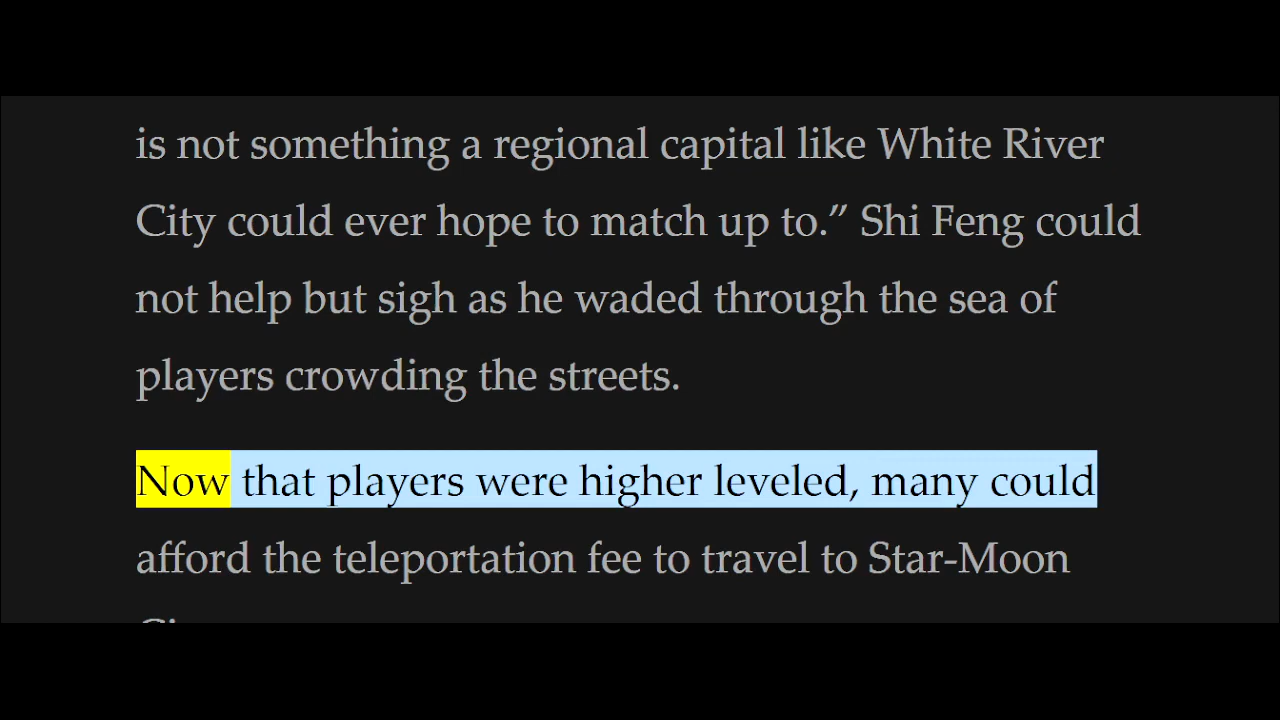 is not something a regional capital like White River
City could ever hope to match up to.” Shi Feng could
not help but sigh as he waded through the sea of
players crowding the streets.
Now that players were higher leveled, many could
afford the teleportation fee to travel to Star-Moon